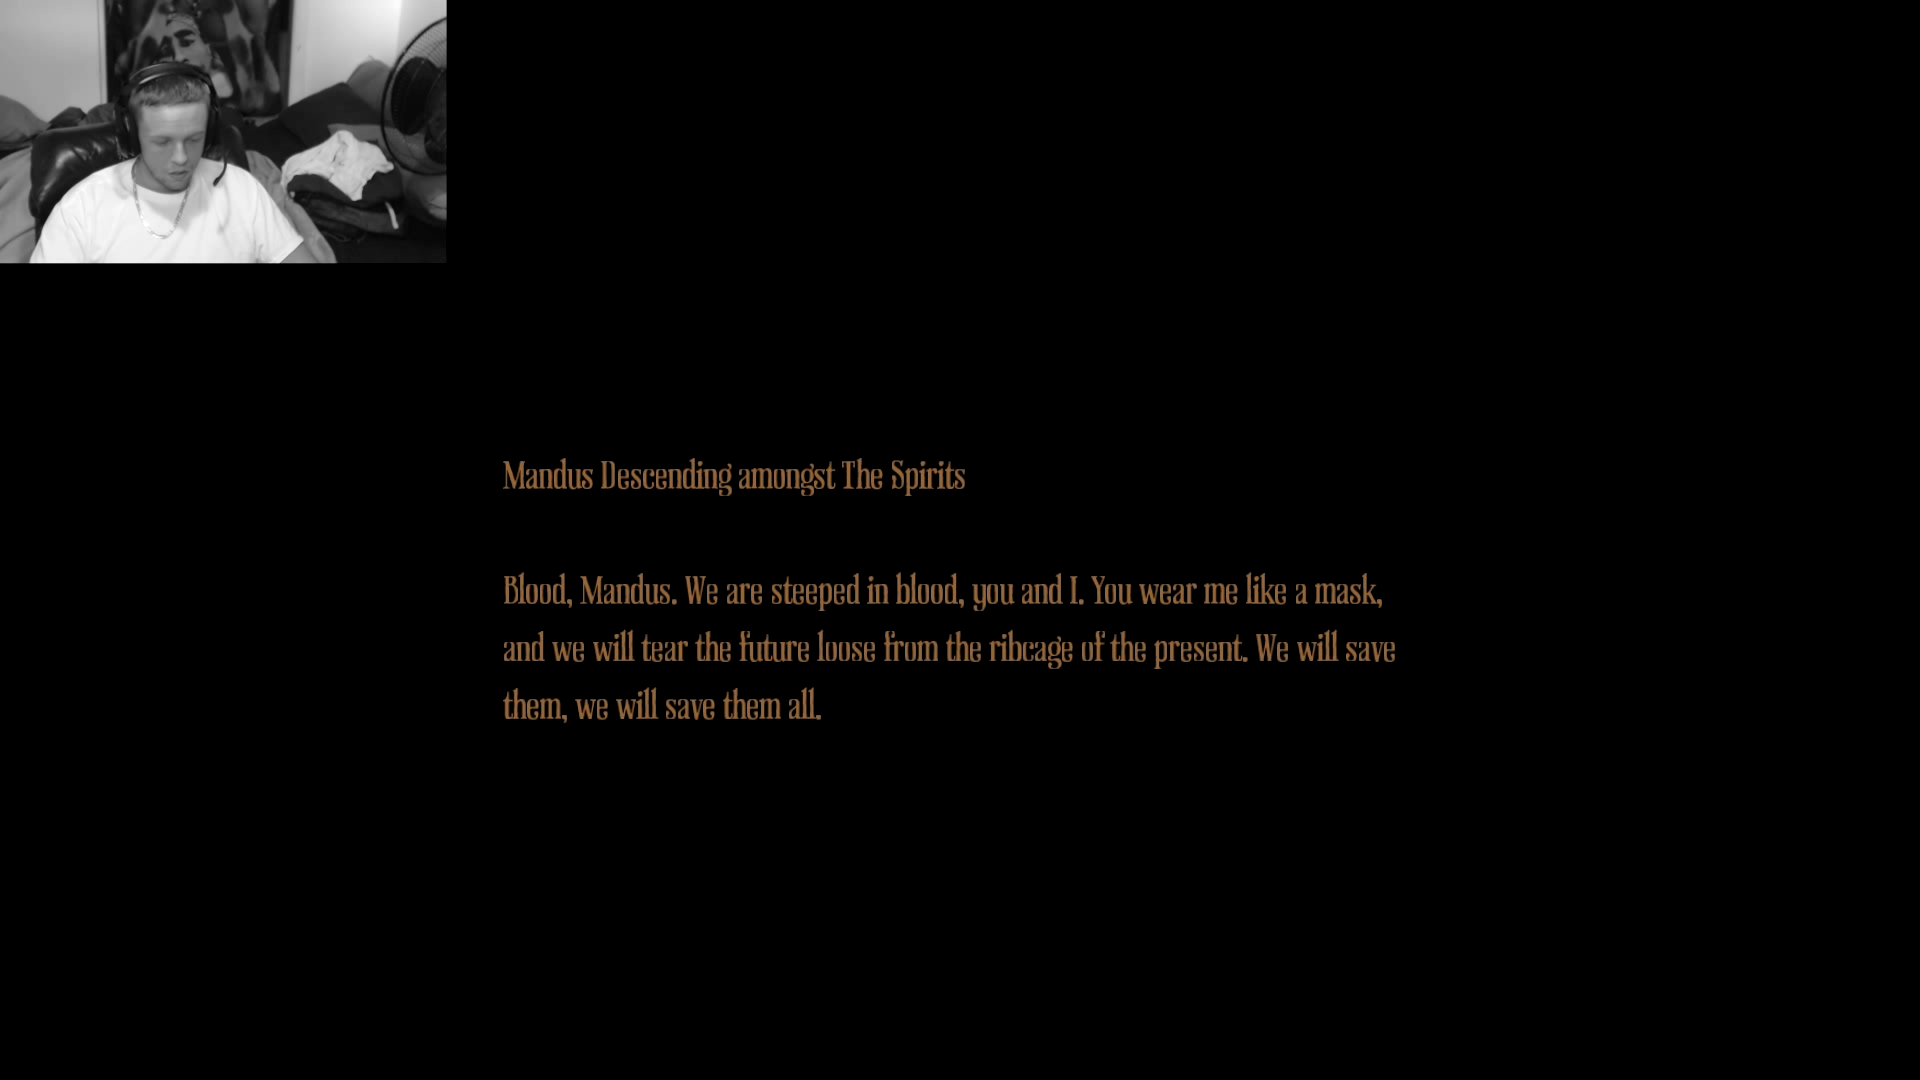 Mandus Descending amongst The Spirits
Blood, Mandus. We are steeped in blood, you and I. You wear me like a mask,
and we will tear the future loose from the ribcage of the present. We will save
them, we will save them all.